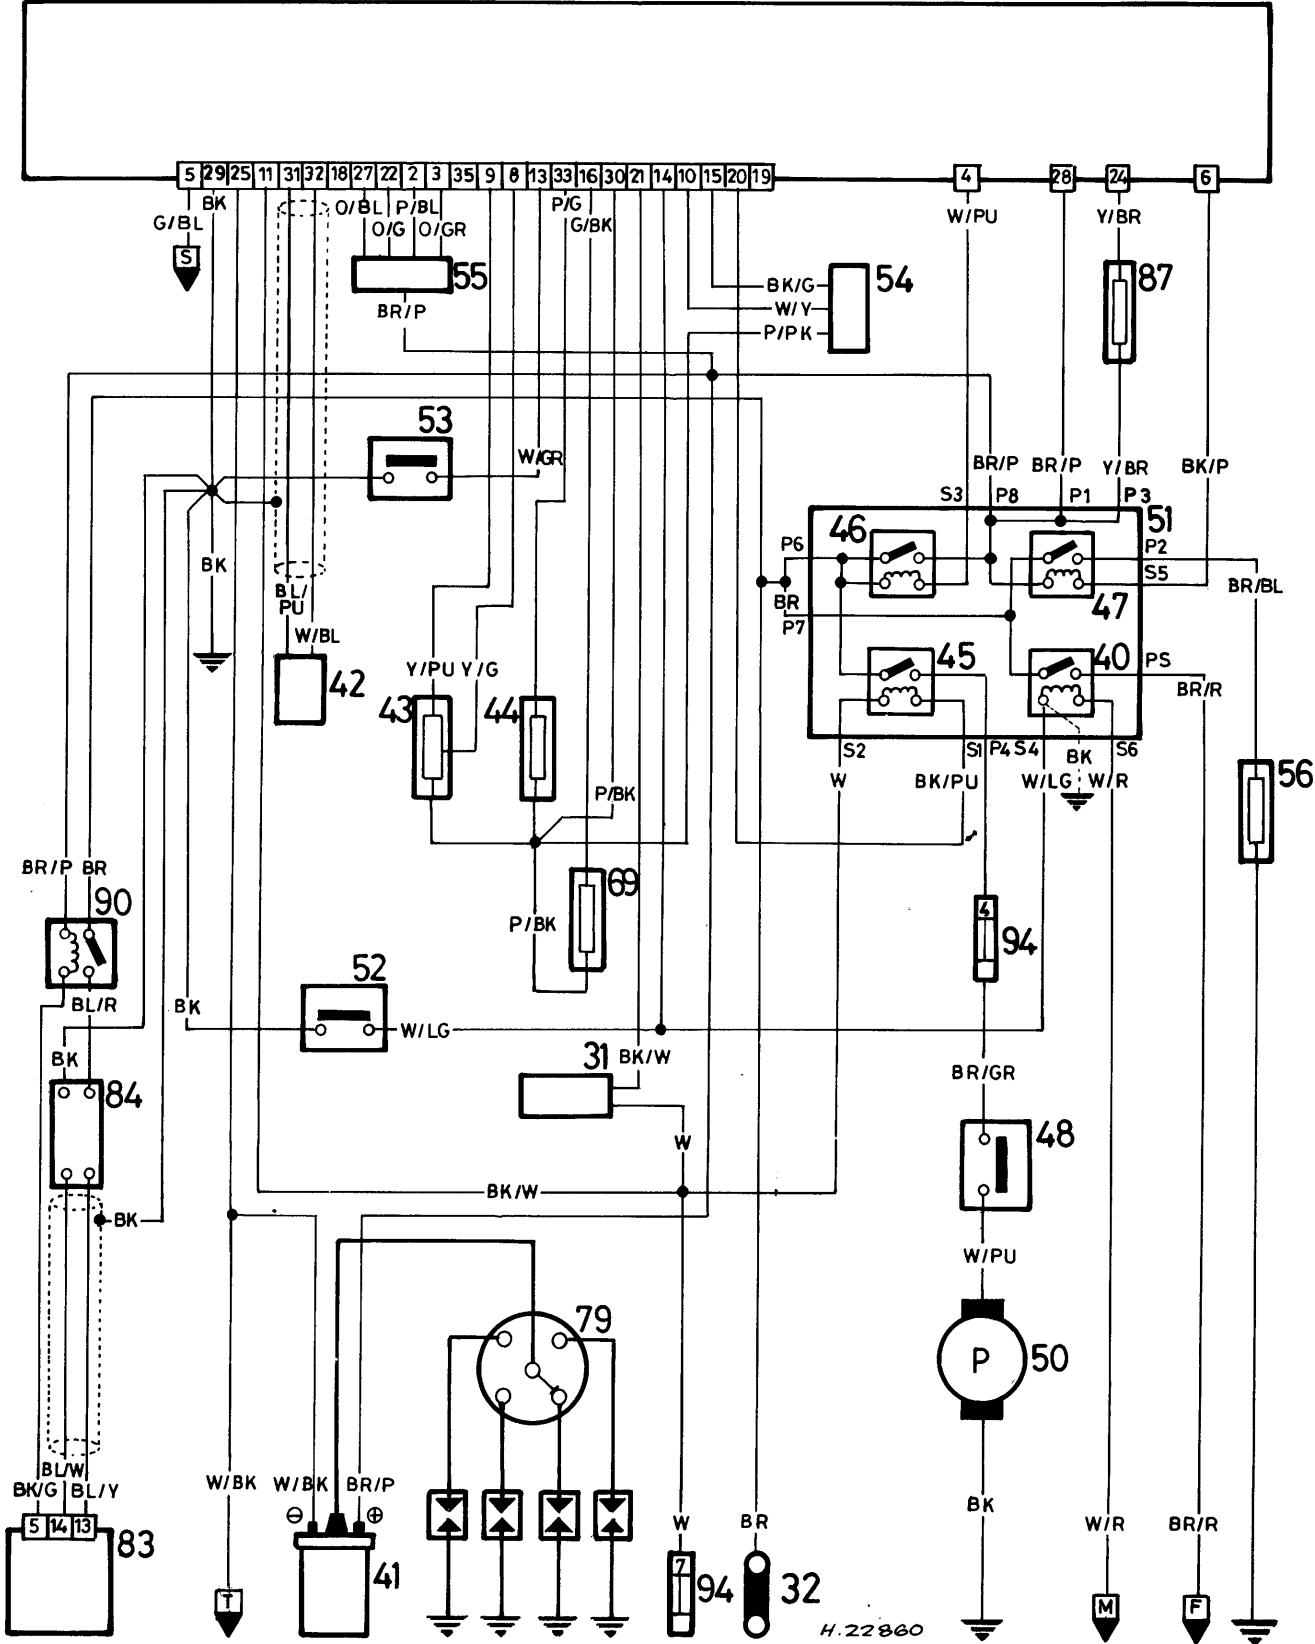 5 29 25 11 31 32 18 27 22 2 3 35 9 8 13 33 16 30 21 14 10 15 20 19 4 28 24 6
G/BL BK O/BL P/BL P/G W/PU Y/BR
O/G O/GR G/BK
S
55 54 87
BK/G
BR/P W/Y
P/PK
53
W/GR BR/P BR/P Y/BR BK/P
S3 P8 P1 P3
46 51
P6 P2
BK S5
BR/BL
BL/
PU BR 47
P7
W/BL
45 40 PS
Y/PU Y/G BR/R
42
43 44
S2 S1 P4 S4 BK S6
W BK/PU W/LG W/R
56
P/BK
BR/P BR
69
90 4
P/BK 94
52
BL/R BK
W/LG
BK 31 BK/W
BR/GR
84
48
W
BK/W
BK
W/PU
79
P 50
BL/W
BK/G BL/Y W/BK W/BK BR/P
BK
⊖ ⊕
5 14 13 W BR W/R BR/R
83
41 7 94 32
T M F
H.22860